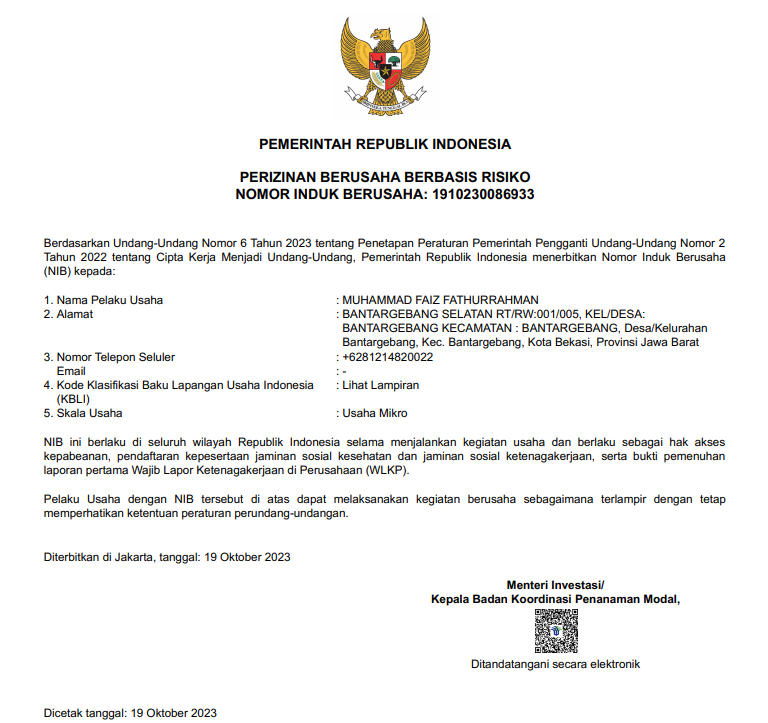 PEMERINTAH REPUBLIK INDONESIA
PERIZINAN BERUSAHA BERBASIS RISIKO
NOMOR INDUK BERUSAHA: 1910230086933
Berdasarkan Undang-Undang Nomor 6 Tahun 2023 tentang Penetapan Peraturan Pemerintah Pengganti Undang-Undang Nomor 2
Tahun 2022 tentang Cipta Kerja Menjadi Undang-Undang, Pemerintah Republik Indonesia menerbitkan Nomor Induk Berusaha
(NIB) kepada:
1. Nama Pelaku Usaha : MUHAMMAD FAIZ FATHURRAHMAN
2. Alamat : BANTARGEBANG SELATAN RT/RW:001/005, KEL/DESA:
BANTARGEBANG KECAMATAN : BANTARGEBANG, Desa/Kelurahan
Bantargebang, Kec. Bantargebang, Kota Bekasi, Provinsi Jawa Barat
3. Nomor Telepon Seluler : +6281214820022
Email : -
4. Kode Klasifikasi Baku Lapangan Usaha Indonesia : Lihat Lampiran
(KBLI)
5. Skala Usaha : Usaha Mikro
NIB ini berlaku di seluruh wilayah Republik Indonesia selama menjalankan kegiatan usaha dan berlaku sebagai hak akses
kepabeanan, pendaftaran kepesertaan jaminan sosial kesehatan dan jaminan sosial ketenagakerjaan, serta bukti pemenuhan
laporan pertama Wajib Lapor Ketenagakerjaan di Perusahaan (WLKP).
Pelaku Usaha dengan NIB tersebut di atas dapat melaksanakan kegiatan berusaha sebagaimana terlampir dengan tetap
memperhatikan ketentuan peraturan perundang-undangan.
Diterbitkan di Jakarta, tanggal: 19 Oktober 2023
Menteri Investasi/
Kepala Badan Koordinasi Penanaman Modal,
Ditandatangani secara elektronik
Dicetak tanggal: 19 Oktober 2023